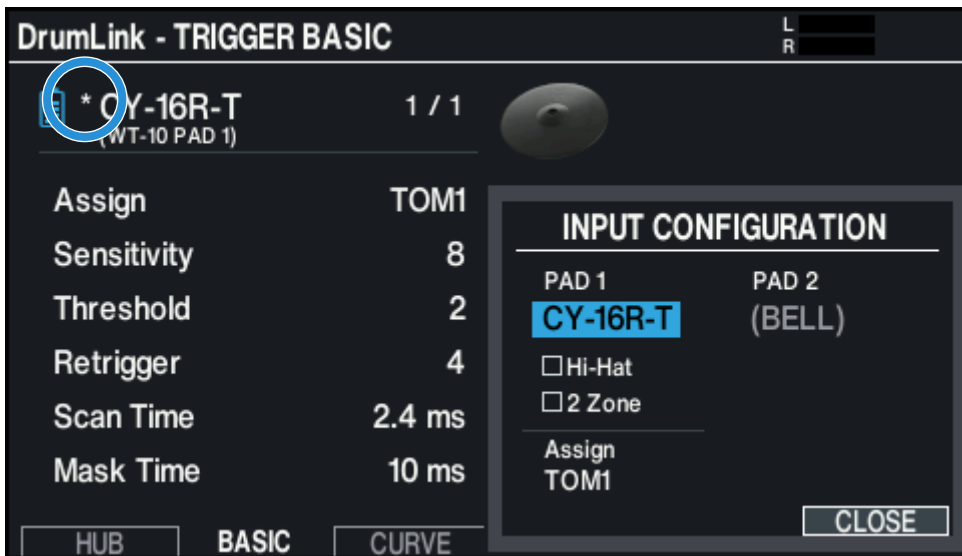 DrumLink - TRIGGER BASIC
L
R
* CY-16R-T 1 / 1
(WT-10 PAD 1)
Assign TOM1
Sensitivity 8
Threshold 2
Retrigger 4
Scan Time 2.4 ms
Mask Time 10 ms
HUB BASIC CURVE
INPUT CONFIGURATION
PAD 1 PAD 2
CY-16R-T (BELL)
Hi-Hat
2 Zone
Assign
TOM1
CLOSE